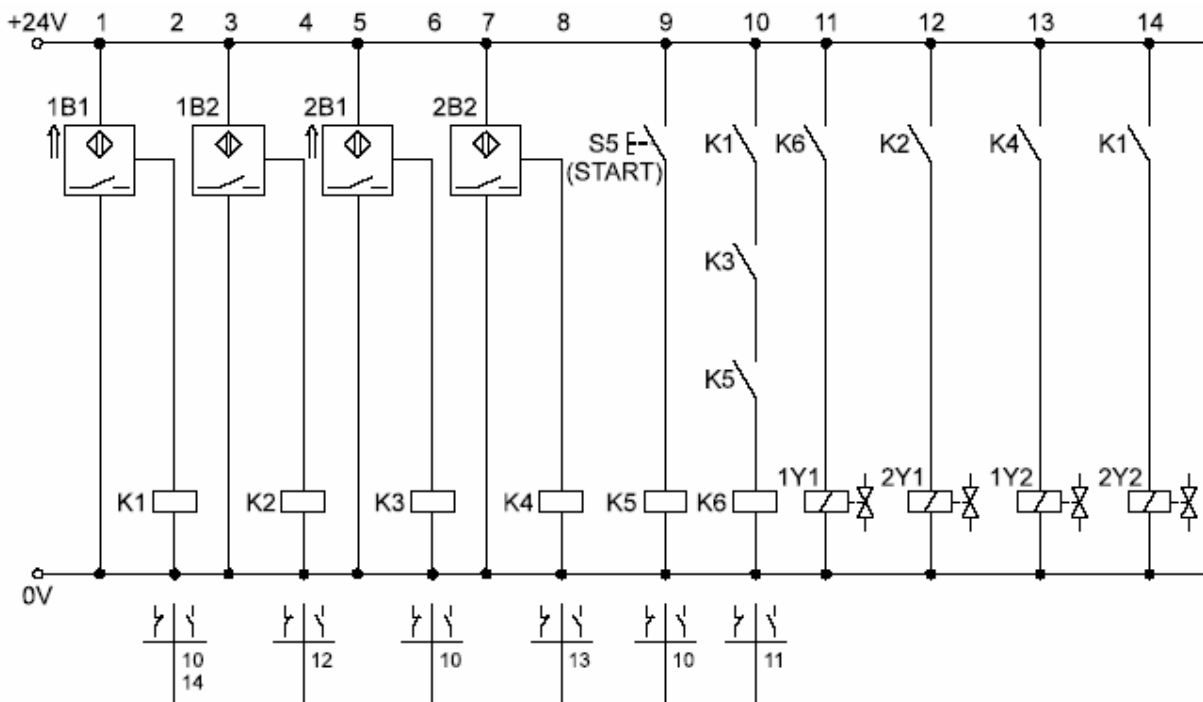 +24V 1 2 3 4 5 6 7 8 9 10 11 12 13 14
1B1 1B2 2B1 2B2
S5 K1 K6 K2 K4 K1
(START)
K3
K5
1Y1 2Y1 1Y2 2Y2
K1 K2 K3 K4 K5 K6
0V
10 12 10 13 10 11
14